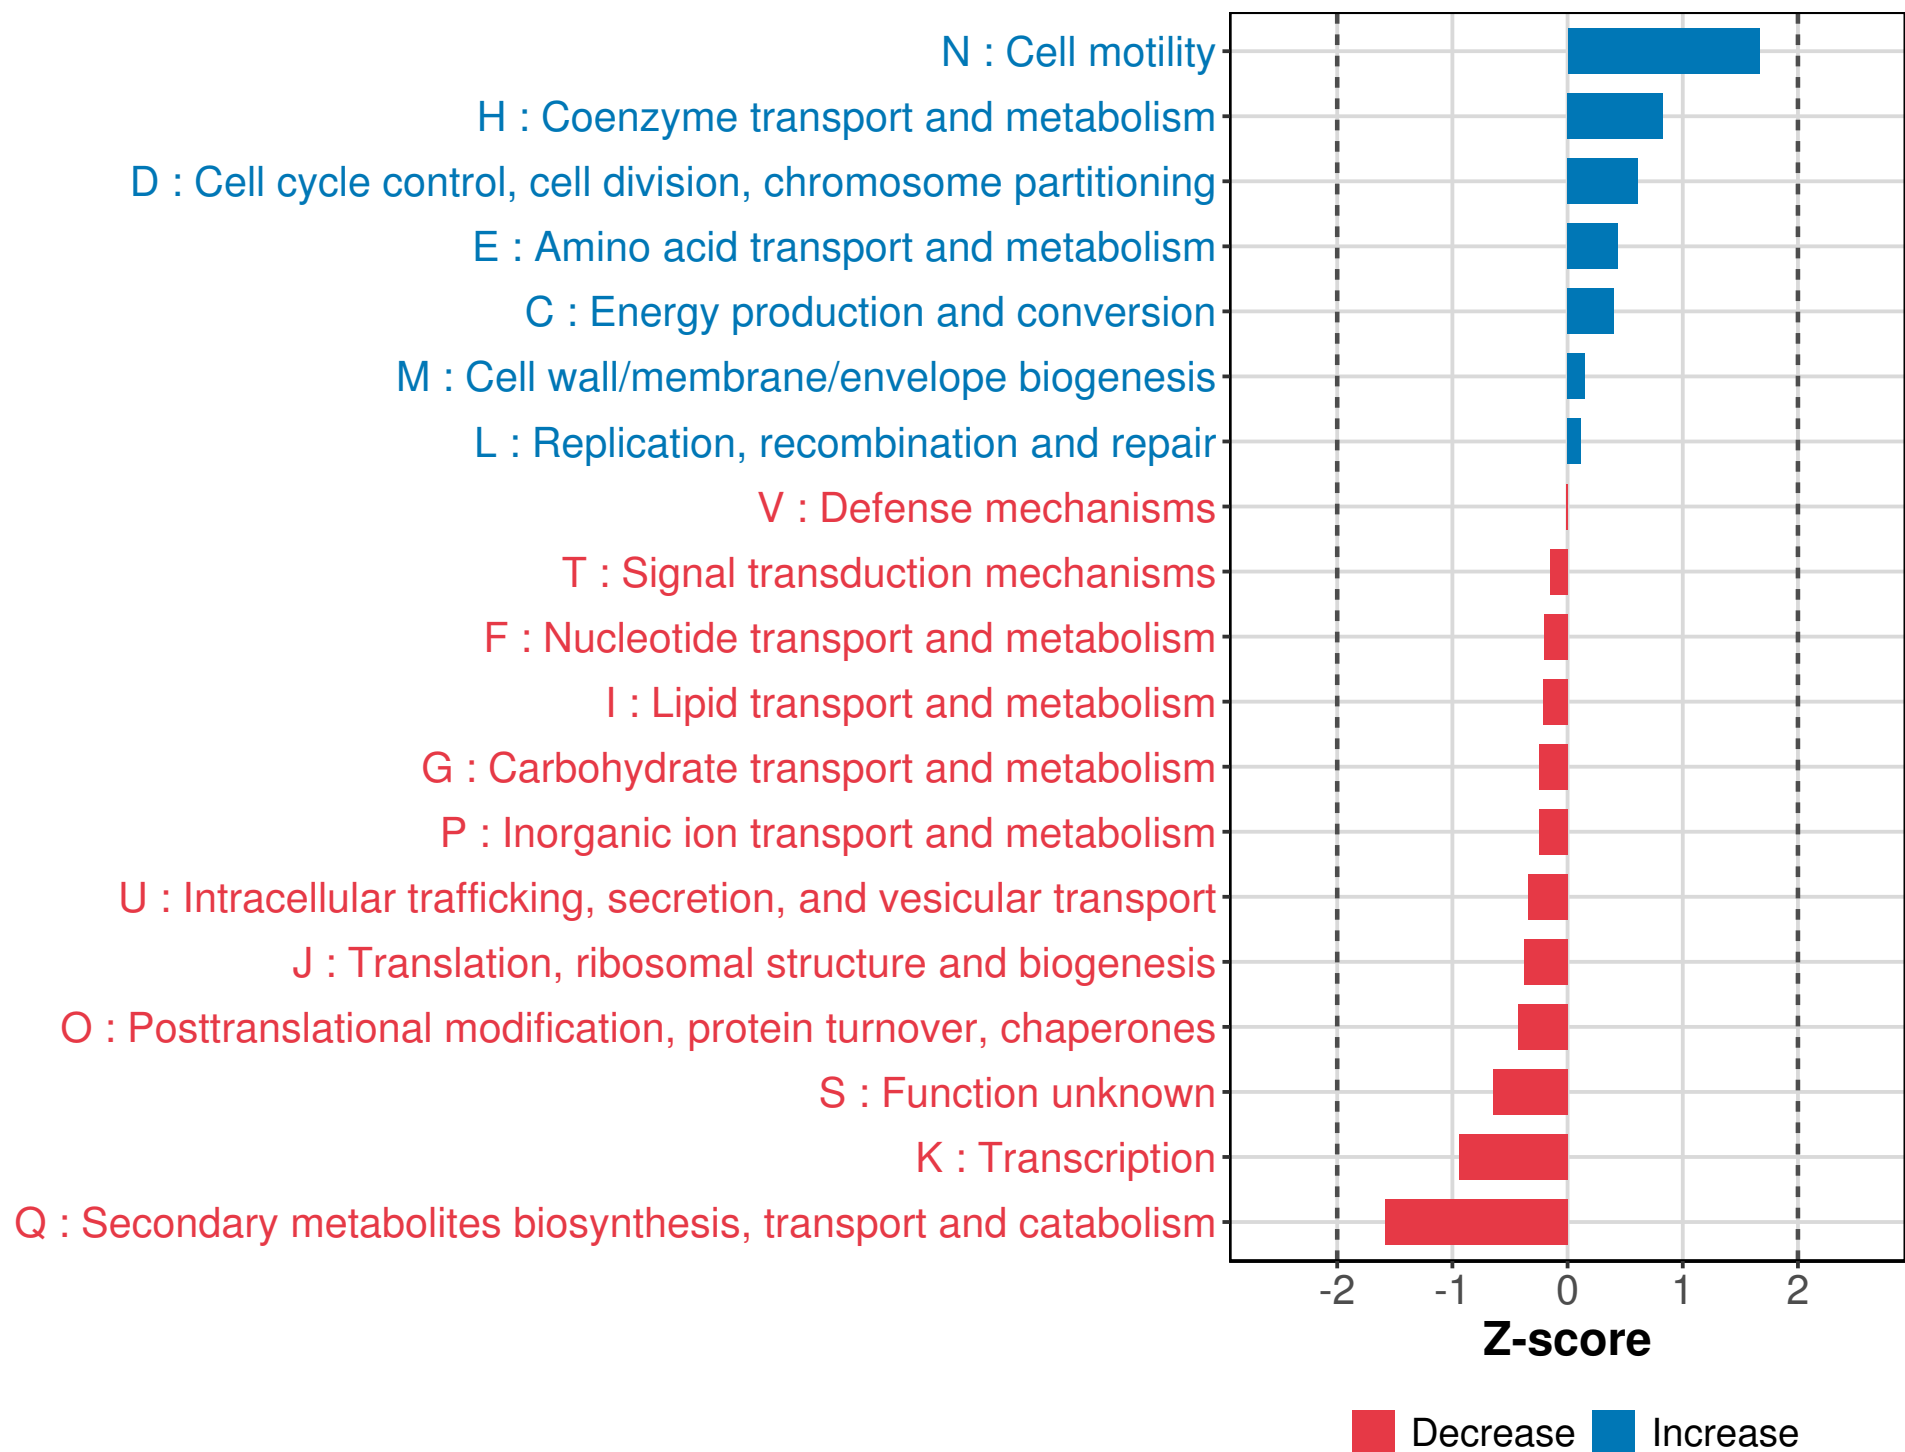 N : Cell motility
H : Coenzyme transport and metabolism
D : Cell cycle control, cell division, chromosome partitioning
E : Amino acid transport and metabolism
C : Energy production and conversion
M : Cell wall/membrane/envelope biogenesis
L : Replication, recombination and repair
V : Defense mechanisms
T : Signal transduction mechanisms
F : Nucleotide transport and metabolism
I : Lipid transport and metabolism
G : Carbohydrate transport and metabolism
P : Inorganic ion transport and metabolism
U : Intracellular trafficking, secretion, and vesicular transport
J : Translation, ribosomal structure and biogenesis
O : Posttranslational modification, protein turnover, chaperones
S : Function unknown
K : Transcription
Q : Secondary metabolites biosynthesis, transport and catabolism
-2 -1 0 1 2
Z-score
Decrease Increase